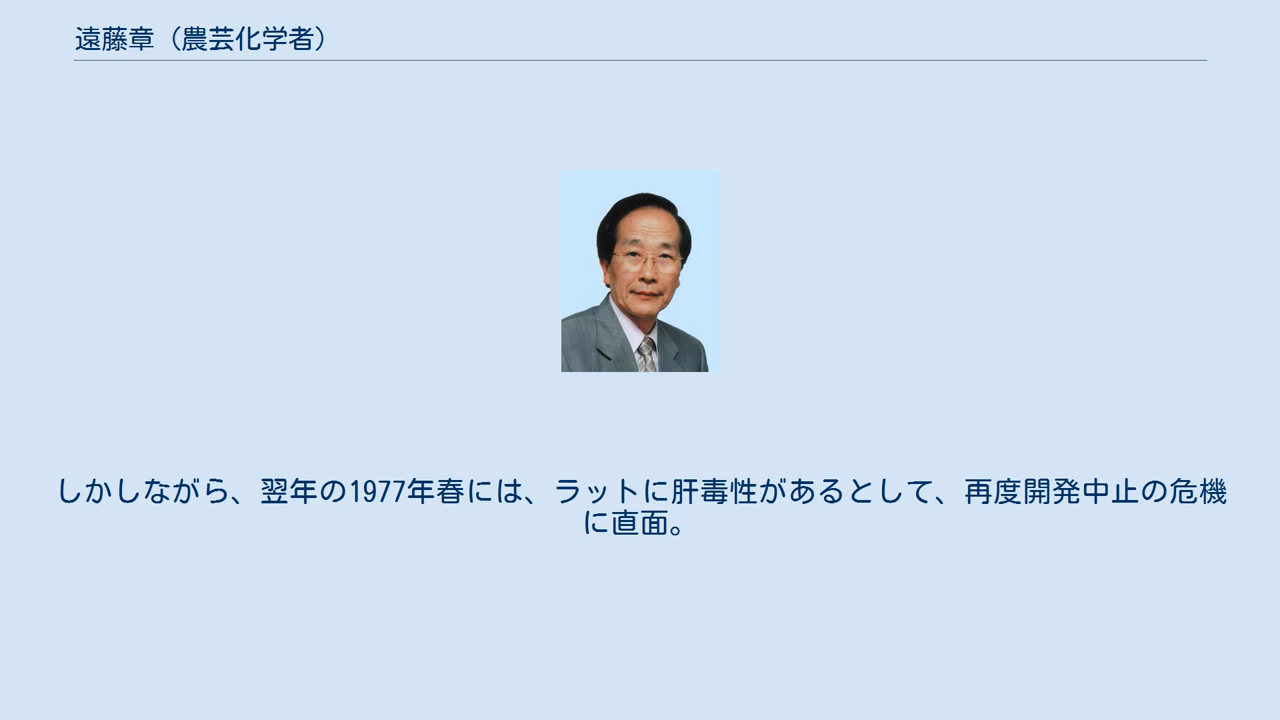 遠藤章（農芸化学者）
しかしながら、翌年の1977年春には、ラットに肝毒性があるとして、再度開発中止の危機
に直面。